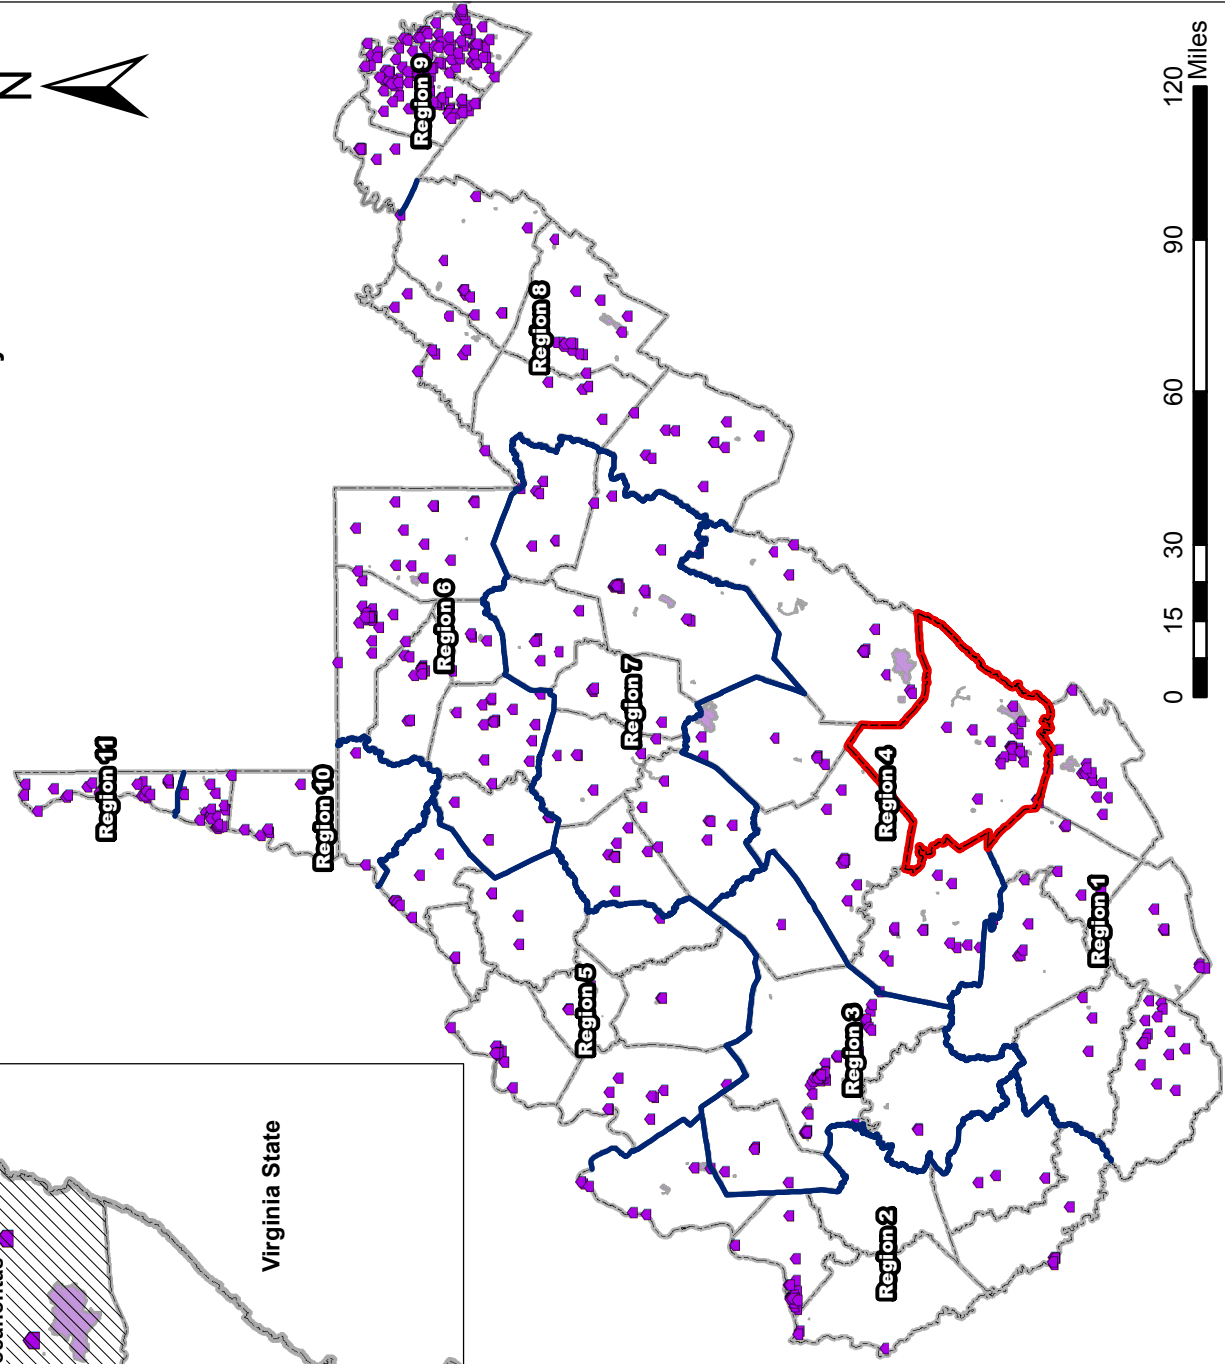 N
Region 9
Region 8
Region 11
Region 10
Region 6
Region 7
Region 5
Region 4
Region 3
Region 1
Region 2
Virginia State
0 15 30 60 90 120
Miles